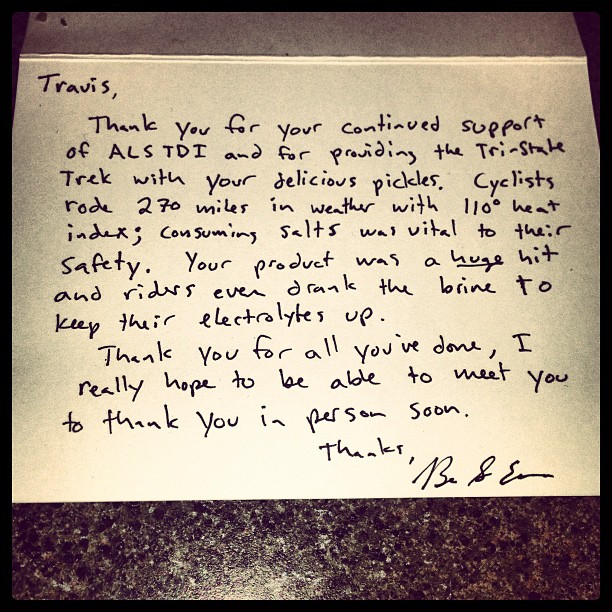 Travis,
Thank you for your continued support
of ALS TDI and for providing the Tri-State
Trek with your delicious pickles. Cyclists
rode 270 miles in weather with 110° heat
index; consuming salts was vital to their
safety. Your product was a huge hit
and riders even drank the brine to
keep their electrolytes up.
Thank you for all you've done, I
really hope to be able to meet you
to thank you in person soon.
Thanks,